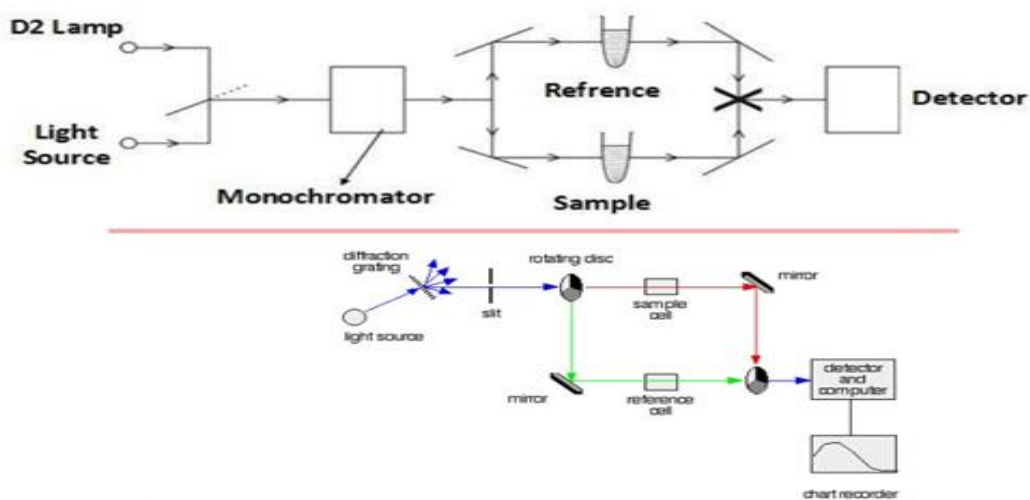 D2 Lamp
Refrence
Detector
Light
Source
Monochromator
Sample
diffraction
grating
rotating disc
mirror
slit
sample
cell
light source
mirror
reference
cell
detector
and
computer
chart recorder